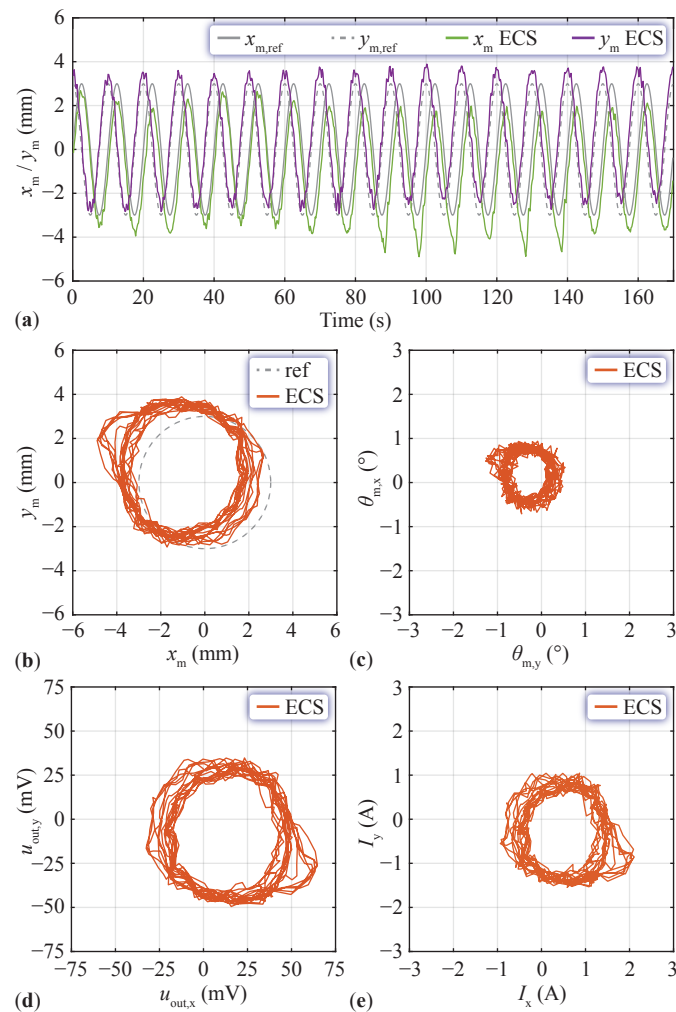 6
x_m,ref y_m,ref x_m ECS y_m ECS
4
2
0
−2
−4
−6
x_m / y_m (mm)
0 20 40 60 80 100 120 140 160
(a) Time (s)
6
4
2
0
−2
−4
−6
y_m (mm)
ref
ECS
−6 −4 −2 0 2 4 6
(b) x_m (mm)
3
2
1
0
−1
−2
−3
θ_m,x (°)
ECS
−3 −2 −1 0 1 2 3
(c) θ_m,y (°)
75
50
25
0
−25
−50
−75
u_out,y (mV)
ECS
−75 −50 −25 0 25 50 75
(d) u_out,x (mV)
3
2
1
0
−1
−2
−3
I_y (A)
ECS
−3 −2 −1 0 1 2 3
(e) I_x (A)